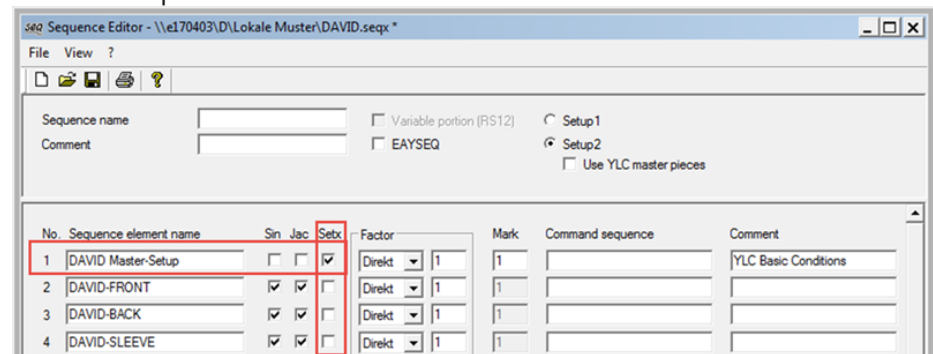 seq Sequence Editor - \\e170403\D\Lokale Muster\DAVID.seqx *
File View ?
Sequence name Variable portion (RS12) Setup1
Comment EAYSEQ Setup2
Use YLC master pieces
No. Sequence element name Sin Jac Setx Factor Mark Command sequence Comment
1 DAVID Master-Setup Direkt 1 1 YLC Basic Conditions
2 DAVID-FRONT Direkt 1 1
3 DAVID-BACK Direkt 1 1
4 DAVID-SLEEVE Direkt 1 1